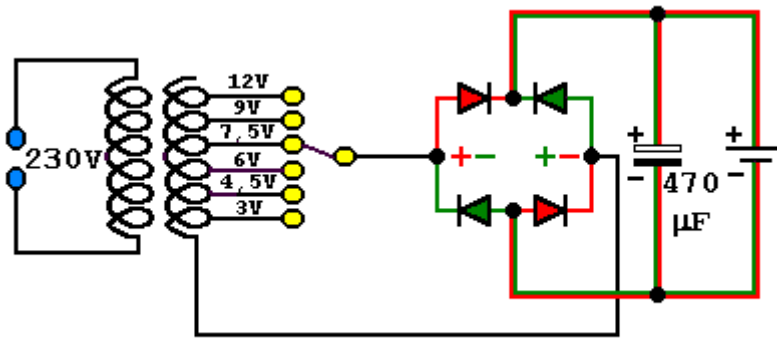 12V
9V
7,5V
6V
4,5V
3V
230V
+ −
+ −
+
−
470
µF
+
−